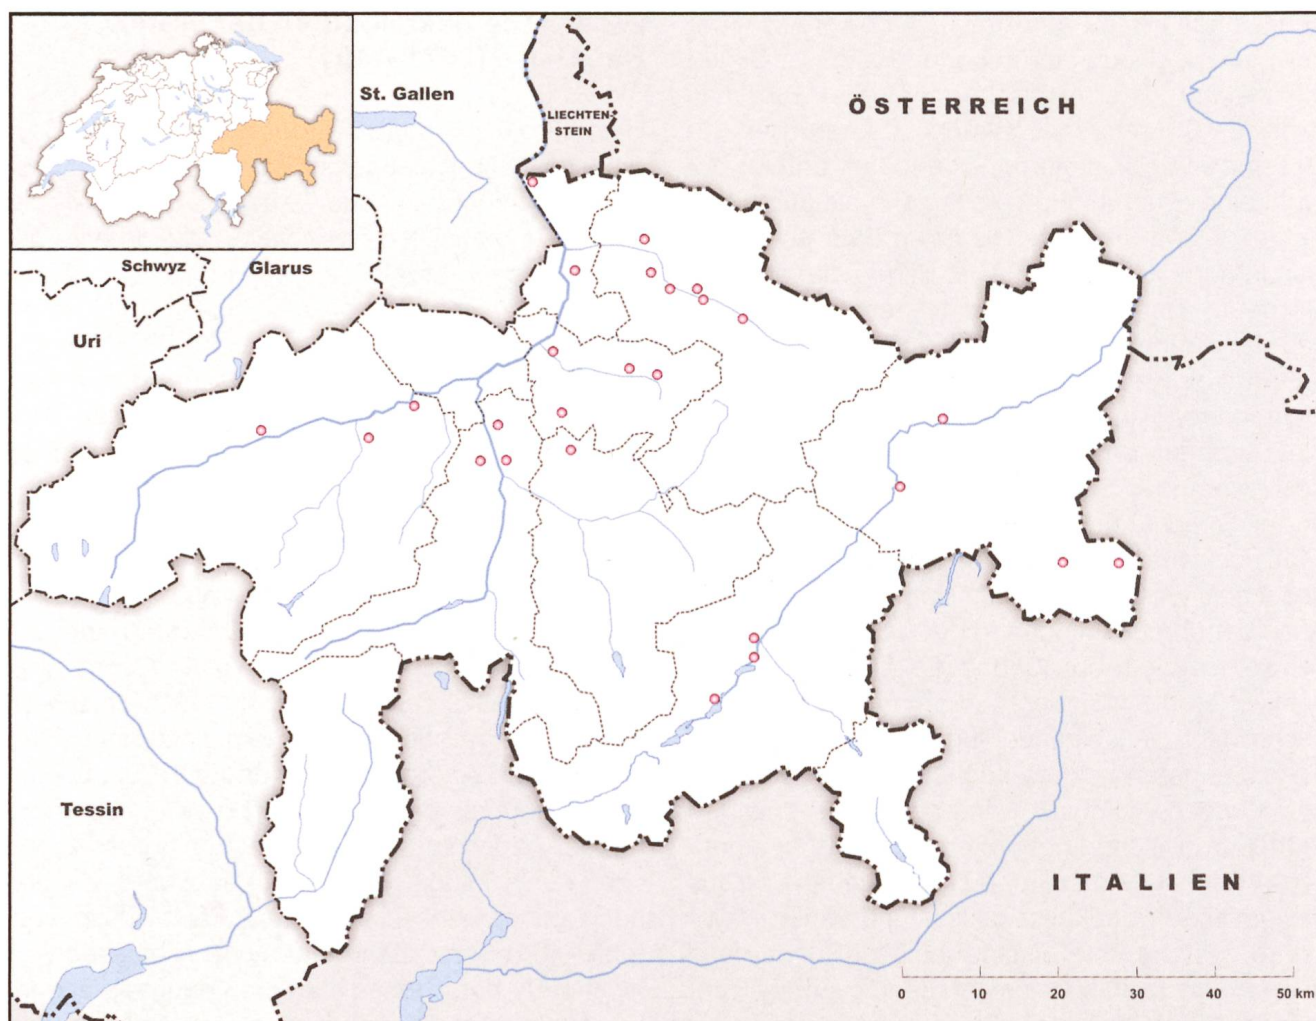 St. Gallen
LIECHTEN-
STEIN
ÖSTERREICH
Schwyz
Glarus
Uri
Tessin
ITALIEN
0 10 20 30 40 50 km